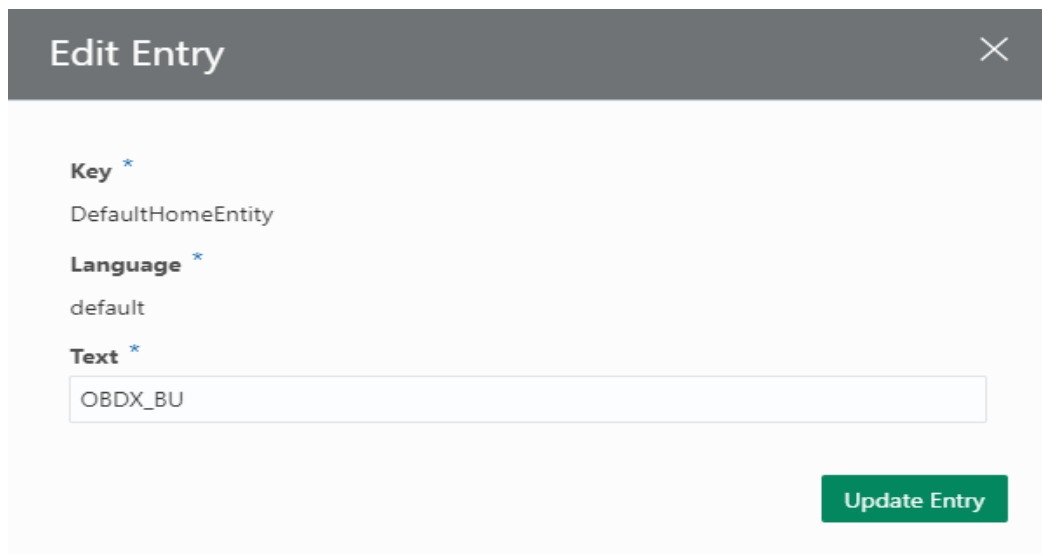 Edit Entry
Key *
DefaultHomeEntity
Language *
default
Text *
OBDX_BU
Update Entry